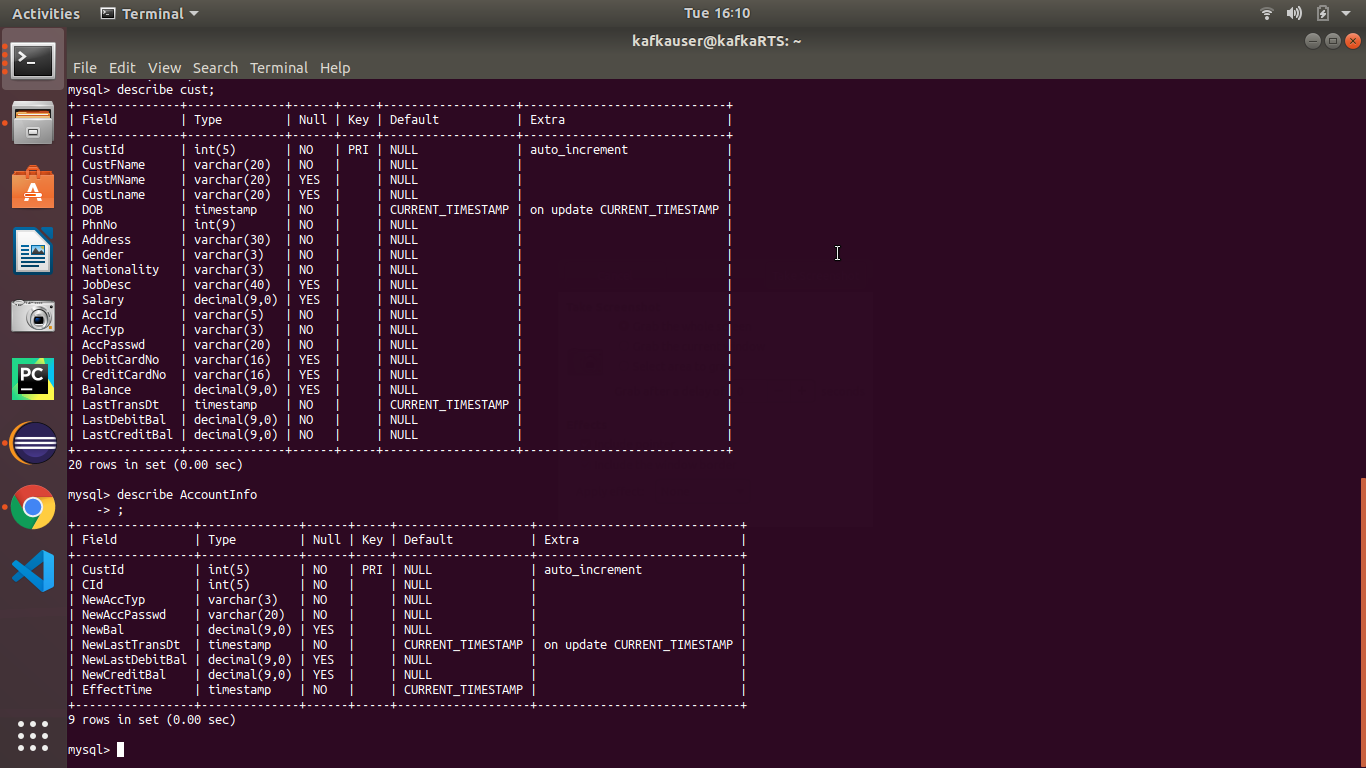 Activities Terminal Tue 16:10
kafkauser@kafkaRTS: ~
File Edit View Search Terminal Help
mysql> describe cust;
+----------------+--------------+------+-----+-------------------+-----------------------------+
| Field          | Type         | Null | Key | Default           | Extra                       |
+----------------+--------------+------+-----+-------------------+-----------------------------+
| CustId         | int(5)       | NO   | PRI | NULL              | auto_increment              |
| CustFName      | varchar(20)  | NO   |     | NULL              |                             |
| CustMName      | varchar(20)  | YES  |     | NULL              |                             |
| CustLname      | varchar(20)  | YES  |     | NULL              |                             |
| DOB            | timestamp    | NO   |     | CURRENT_TIMESTAMP | on update CURRENT_TIMESTAMP |
| PhnNo          | int(9)       | NO   |     | NULL              |                             |
| Address        | varchar(30)  | NO   |     | NULL              |                             |
| Gender         | varchar(3)   | NO   |     | NULL              |                             |
| Nationality    | varchar(3)   | NO   |     | NULL              |                             |
| JobDesc        | varchar(40)  | YES  |     | NULL              |                             |
| Salary         | decimal(9,0) | YES  |     | NULL              |                             |
| AccId          | varchar(5)   | NO   |     | NULL              |                             |
| AccTyp         | varchar(3)   | NO   |     | NULL              |                             |
| AccPasswd      | varchar(20)  | NO   |     | NULL              |                             |
| DebitCardNo    | varchar(16)  | YES  |     | NULL              |                             |
| CreditCardNo   | varchar(16)  | YES  |     | NULL              |                             |
| Balance        | decimal(9,0) | YES  |     | NULL              |                             |
| LastTransDt    | timestamp    | NO   |     | CURRENT_TIMESTAMP |                             |
| LastDebitBal   | decimal(9,0) | NO   |     | NULL              |                             |
| LastCreditBal  | decimal(9,0) | NO   |     | NULL              |                             |
+----------------+--------------+------+-----+-------------------+-----------------------------+
20 rows in set (0.00 sec)
mysql> describe AccountInfo
    -> ;
+-----------------+--------------+------+-----+-------------------+-----------------------------+
| Field           | Type         | Null | Key | Default           | Extra                       |
+-----------------+--------------+------+-----+-------------------+-----------------------------+
| CustId          | int(5)       | NO   | PRI | NULL              | auto_increment              |
| CId             | int(5)       | NO   |     | NULL              |                             |
| NewAccTyp       | varchar(3)   | NO   |     | NULL              |                             |
| NewAccPasswd    | varchar(20)  | NO   |     | NULL              |                             |
| NewBal          | decimal(9,0) | YES  |     | NULL              |                             |
| NewLastTransDt  | timestamp    | NO   |     | CURRENT_TIMESTAMP | on update CURRENT_TIMESTAMP |
| NewLastDebitBal | decimal(9,0) | YES  |     | NULL              |                             |
| NewCreditBal    | decimal(9,0) | YES  |     | NULL              |                             |
| EffectTime      | timestamp    | NO   |     | CURRENT_TIMESTAMP |                             |
+-----------------+--------------+------+-----+-------------------+-----------------------------+
9 rows in set (0.00 sec)
mysql>
PC